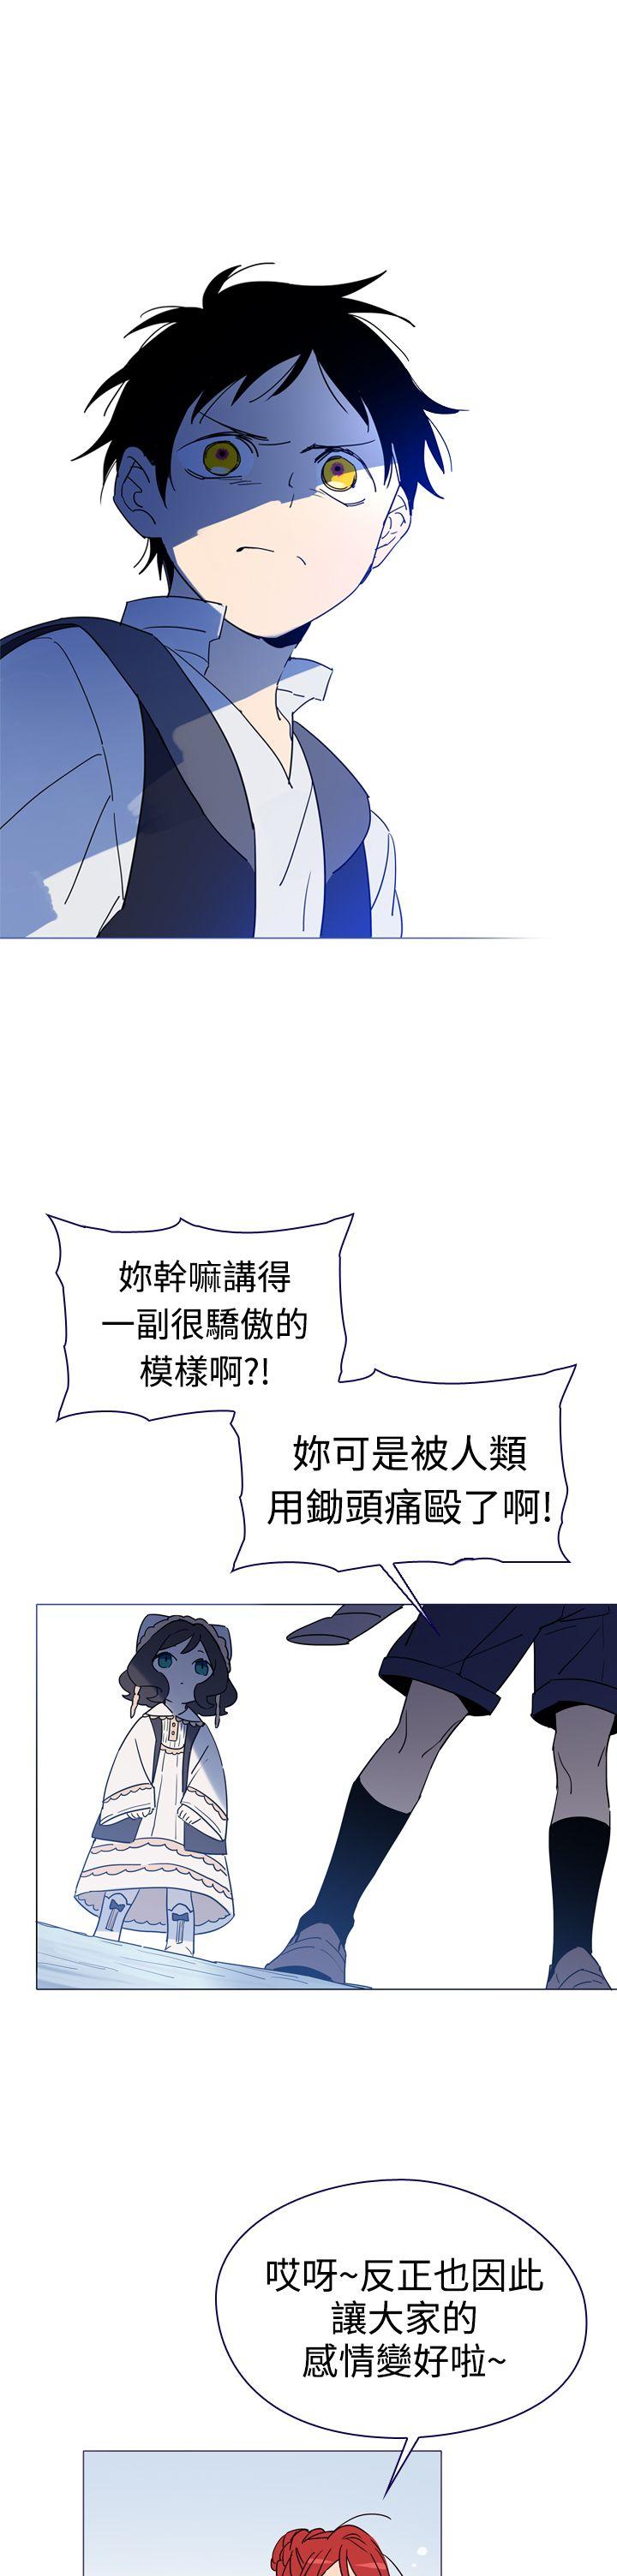 妳幹嘛講得
一副很驕傲的
模樣啊?!
妳可是被人類
用鋤頭痛毆了啊!
哎呀~反正也因此
讓大家的
感情變好啦~